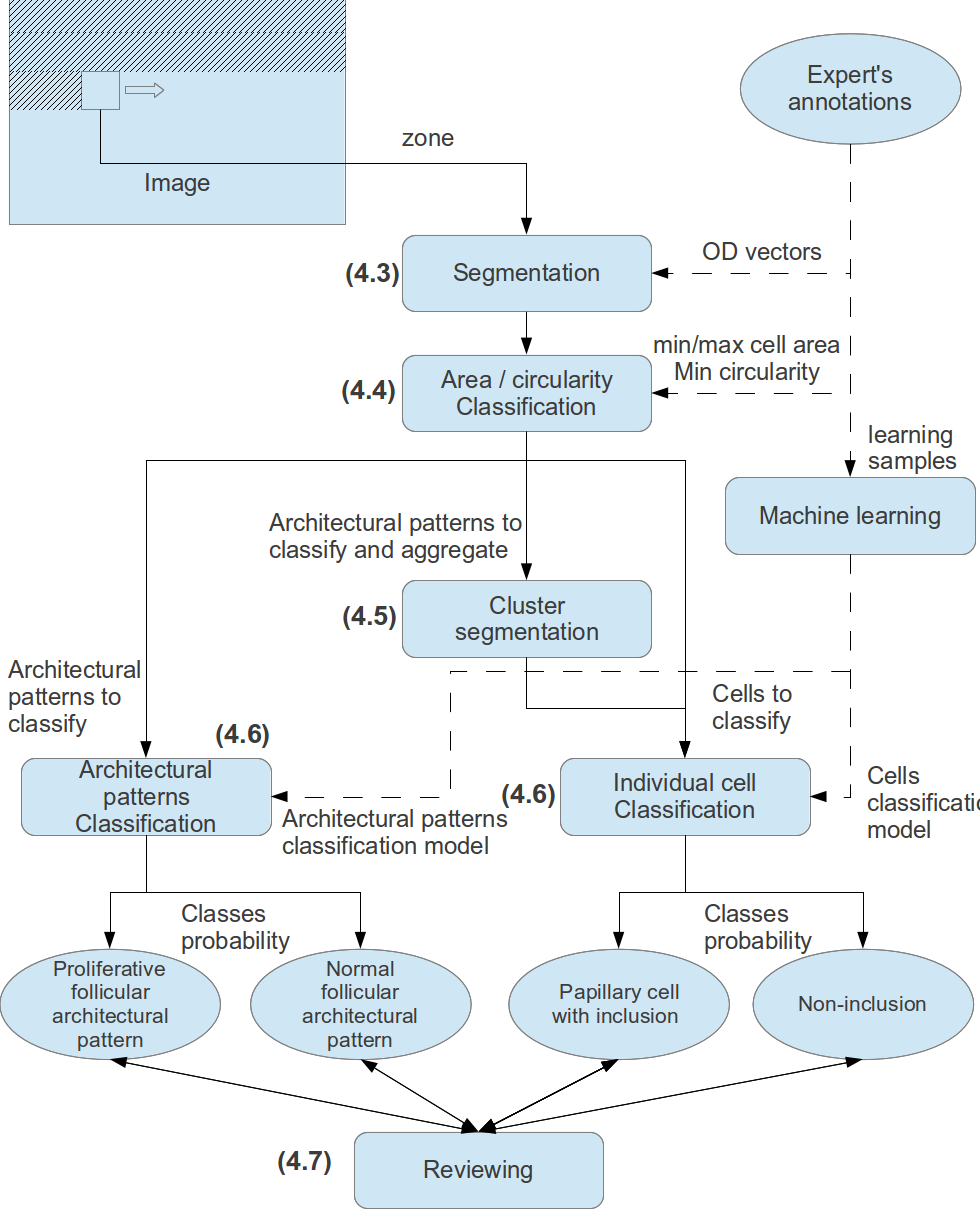 Expert's
annotations
zone
Image
(4.3)
Segmentation
OD vectors
min/max cell area
Min circularity
(4.4)
Area / circularity
Classification
learning
samples
Machine learning
Architectural patterns to
classify and aggregate
(4.5)
Cluster
segmentation
Architectural
patterns to
classify
Cells to
classify
(4.6)
Architectural
patterns
Classification
Architectural patterns
classification model
(4.6)
Individual cell
Classification
Cells
classificatio
model
Classes
probability
Classes
probability
Proliferative
follicular
architectural
pattern
Normal
follicular
architectural
pattern
Papillary cell
with inclusion
Non-inclusion
(4.7)
Reviewing